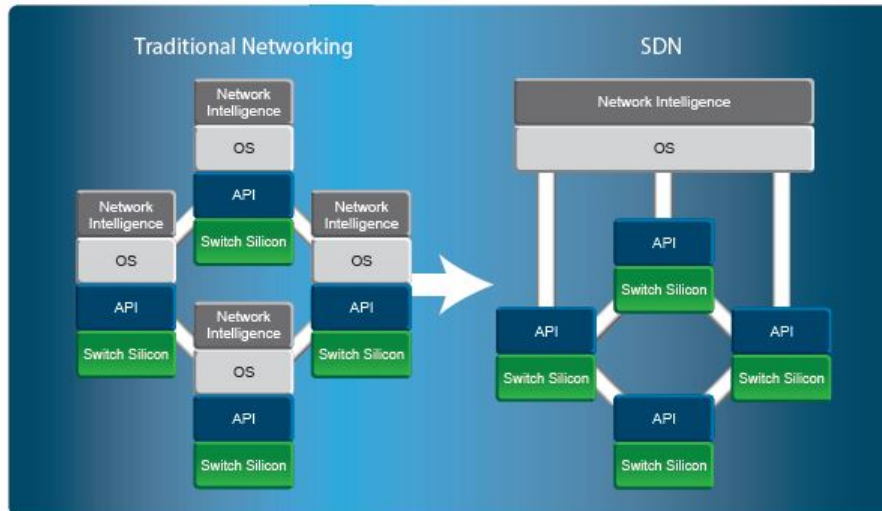 Traditional Networking
Network
Intelligence
OS
API
Switch Silicon
Network
Intelligence
OS
API
Switch Silicon
Network
Intelligence
OS
API
Switch Silicon
Network
Intelligence
OS
API
Switch Silicon
SDN
Network Intelligence
OS
API
Switch Silicon
API
Switch Silicon
API
Switch Silicon
API
Switch Silicon